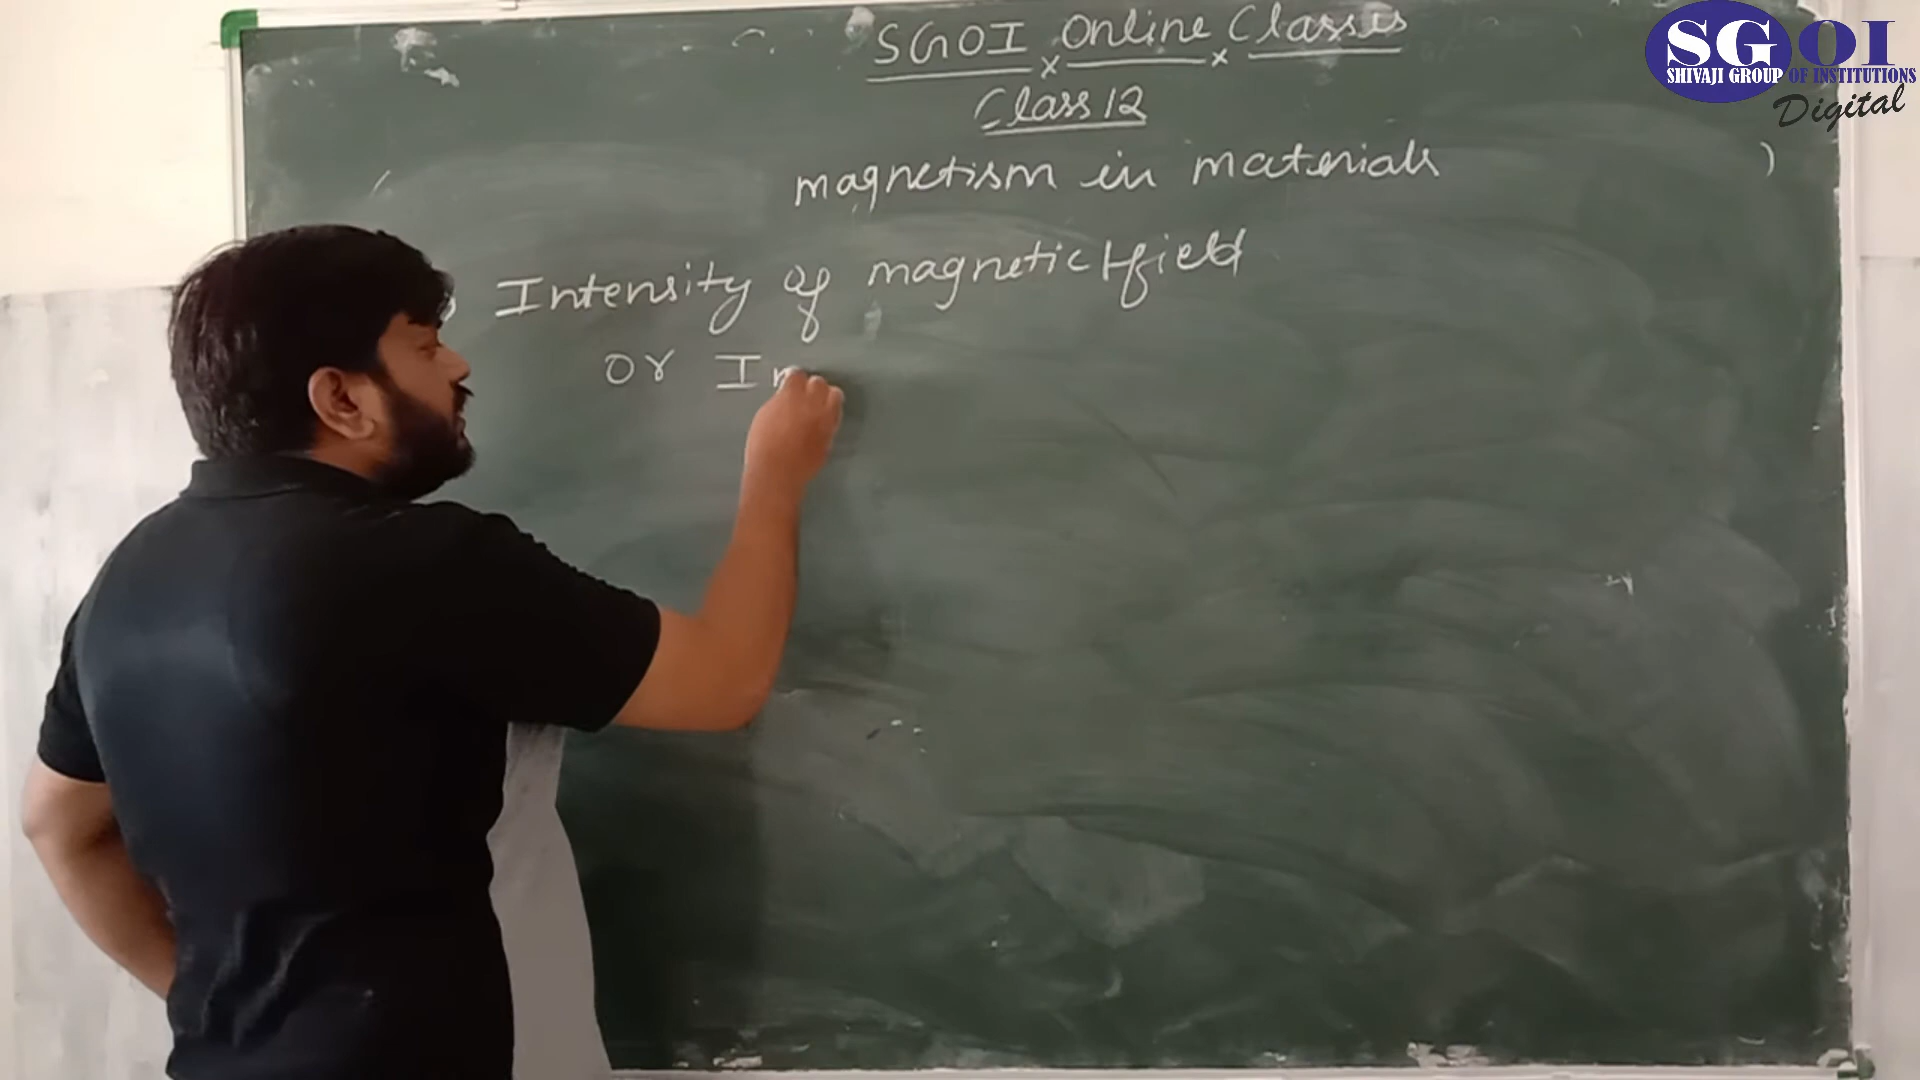 SGOI × Online × Classes
Class 12
magnetism in materials
Intensity of magnetic field
or In
SGOI
SHIVAJI GROUP OF INSTITUTIONS
Digital